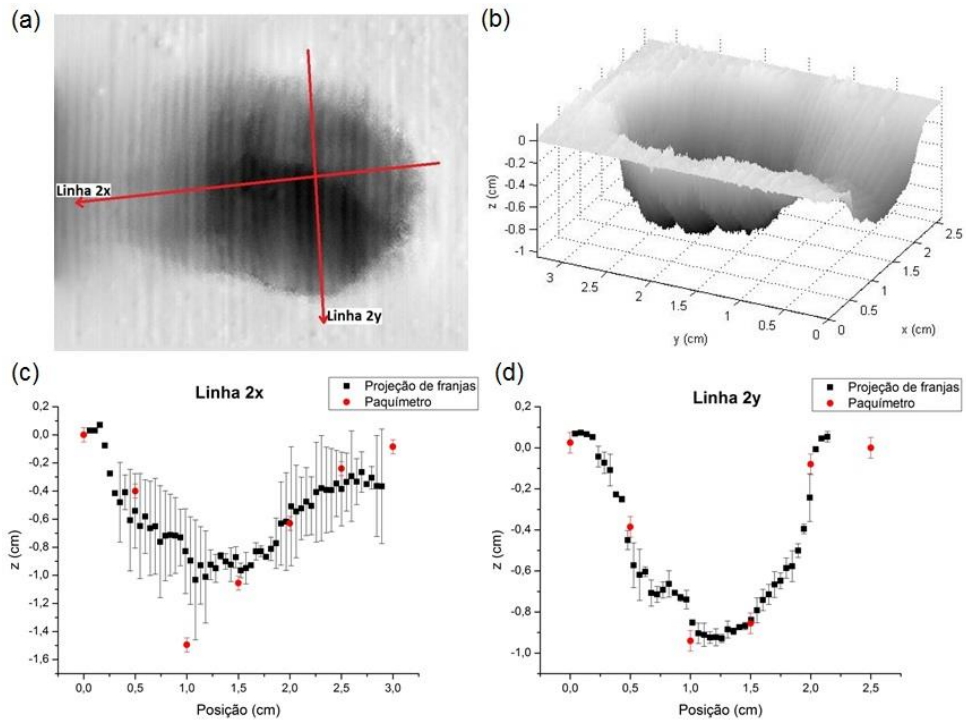 (a)
Linha 2x
Linha 2y
(b)
0
-0.2
-0.4
-0.6
-0.8
-1
z (cm)
3
2.5
2
1.5
1
0.5
0
y (cm)
0
0.5
1
1.5
2
2.5
x (cm)
(c)
Linha 2x
Projeção de franjas
Paquímetro
0,2
0,0
-0,2
-0,4
-0,6
-0,8
-1,0
-1,2
-1,4
-1,6
z (cm)
0,0 0,5 1,0 1,5 2,0 2,5 3,0
Posição (cm)
(d)
Linha 2y
Projeção de franjas
Paquímetro
0,2
0,0
-0,2
-0,4
-0,6
-0,8
-1,0
z (cm)
0,0 0,5 1,0 1,5 2,0 2,5
Posição (cm)